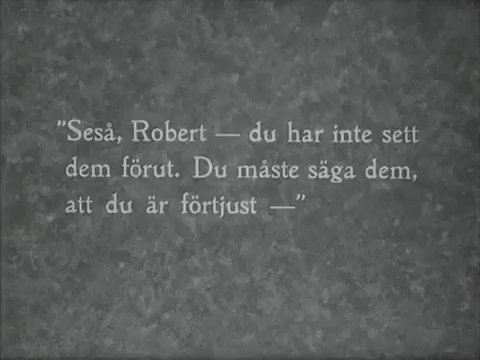 ”Seså, Robert — du har inte sett
dem förut. Du måste säga dem,
att du är förtjust —”